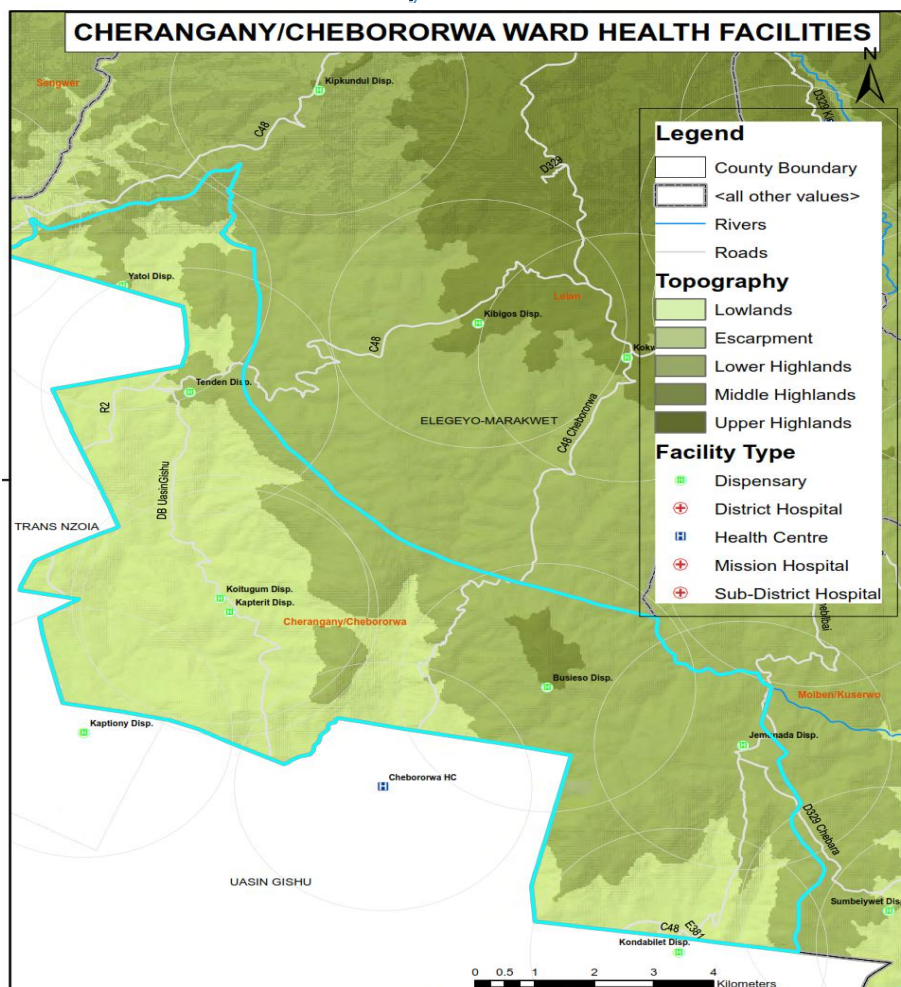 CHERANGANY/CHEBORORWA WARD HEALTH FACILITIES
N
Sengwer
Kipkundul Disp.
C48
D329
Legend
County Boundary
<all other values>
Rivers
Roads
Topography
Lowlands
Escarpment
Lower Highlands
Middle Highlands
Upper Highlands
Facility Type
Dispensary
District Hospital
Health Centre
Mission Hospital
Sub-District Hospital
Yatoi Disp.
Lelan
Kibigos Disp.
C48
Tenden Disp.
R2
ELEGEYO-MARAKWET
C48 Chebororwa
DB UasinGishu
TRANS NZOIA
Koitugum Disp.
Kapterit Disp.
Cherangany/Chebororwa
Busieso Disp.
Moiben/Kuserwo
Kaptiony Disp.
Jemunada Disp.
Chebororwa HC
D329 Chebara
UASIN GISHU
Sumbeiywet Dis
C48
E381
Kondabilet Disp.
0 0.5 1 2 3 4
Kilometers